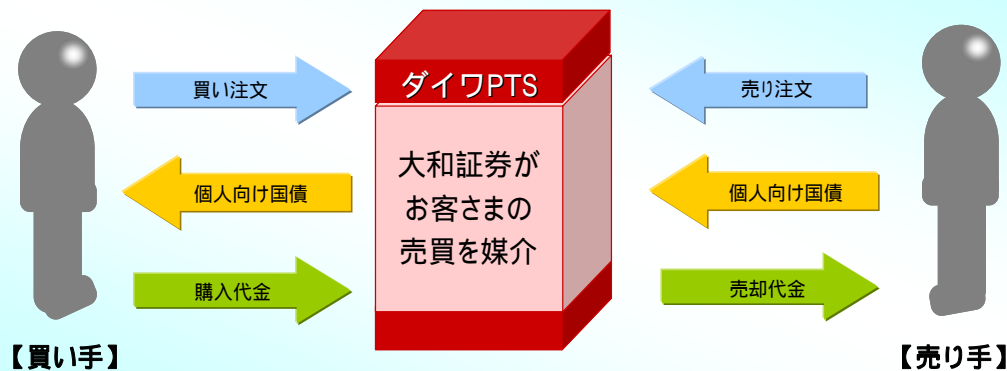 ダイワPTS
買い注文
売り注文
大和証券が
お客さまの
売買を媒介
個人向け国債
個人向け国債
購入代金
売却代金
【買い手】
【売り手】